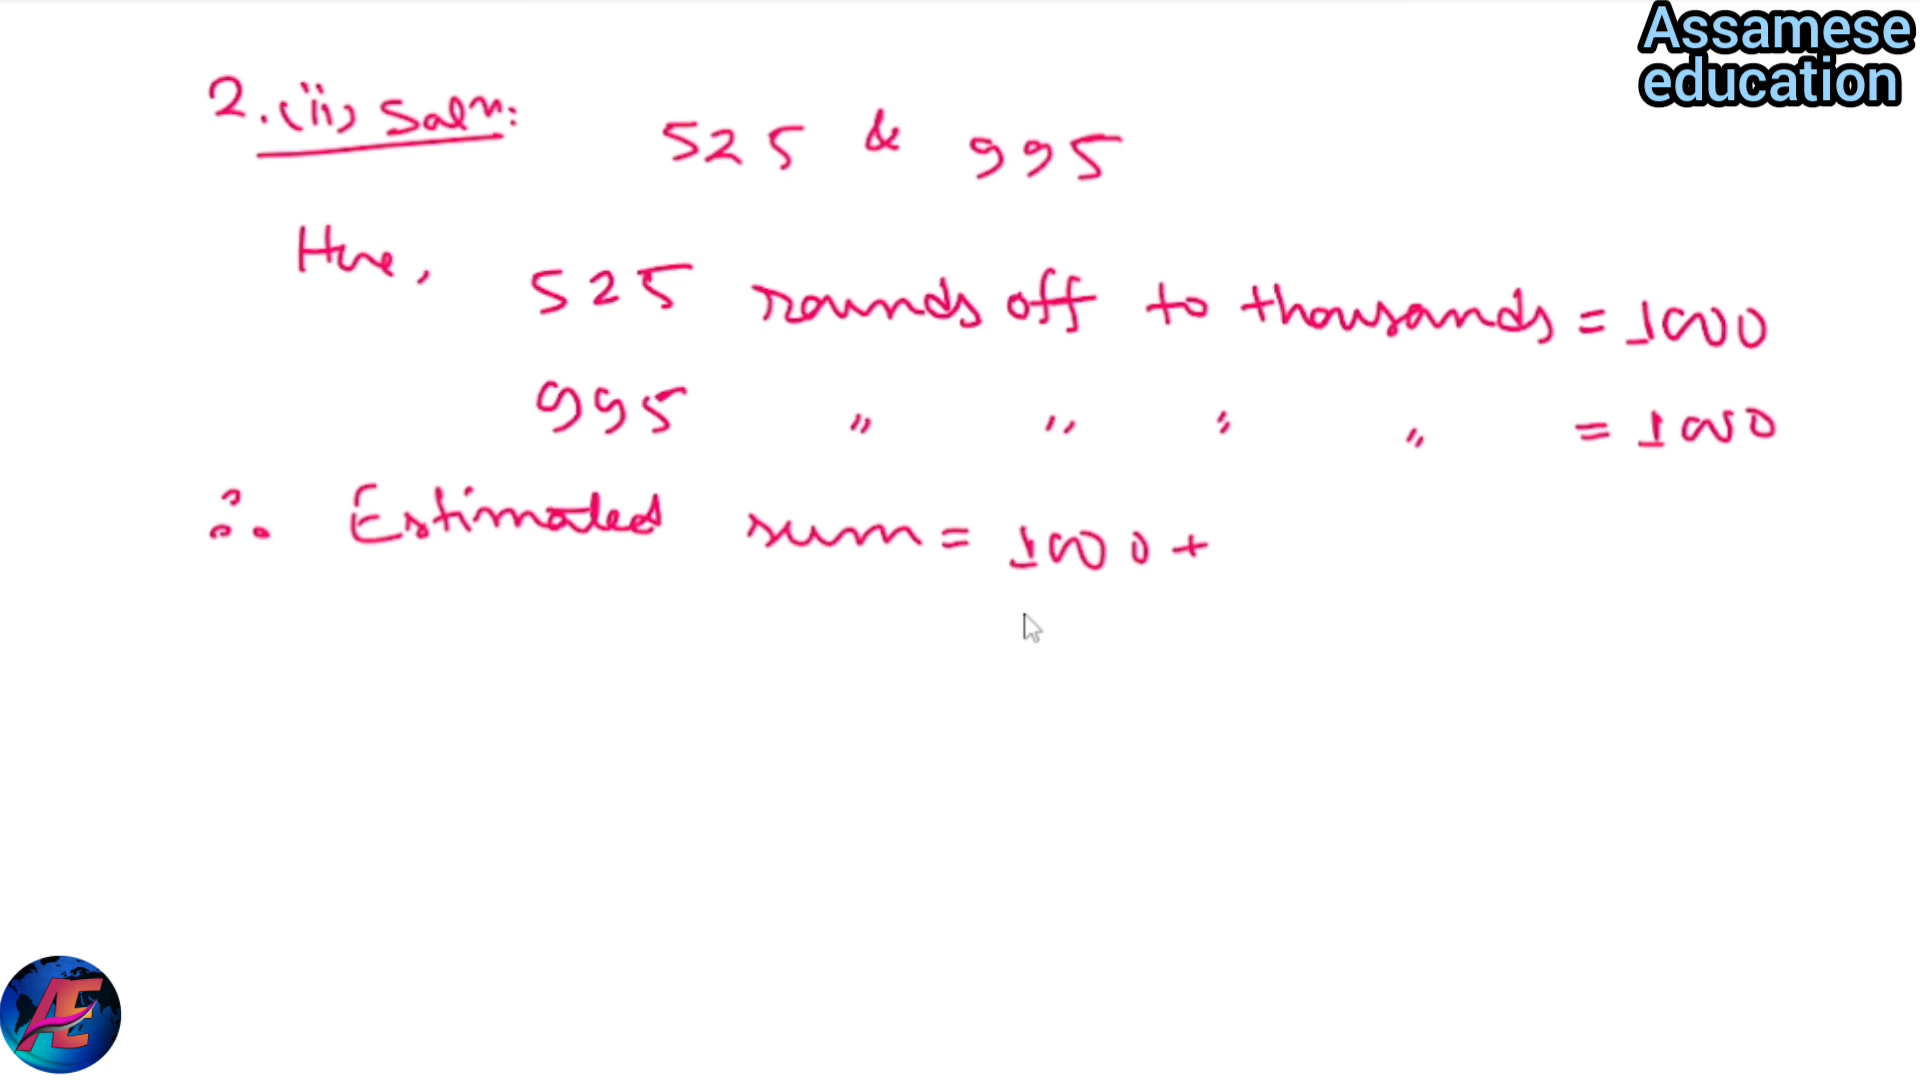 Assamese
education
2. (ii) Soln:
525 & 995
Here, 525 rounds off to thousands = 1000
995 " " " " = 1000
∴ Estimated sum = 1000 +
AE